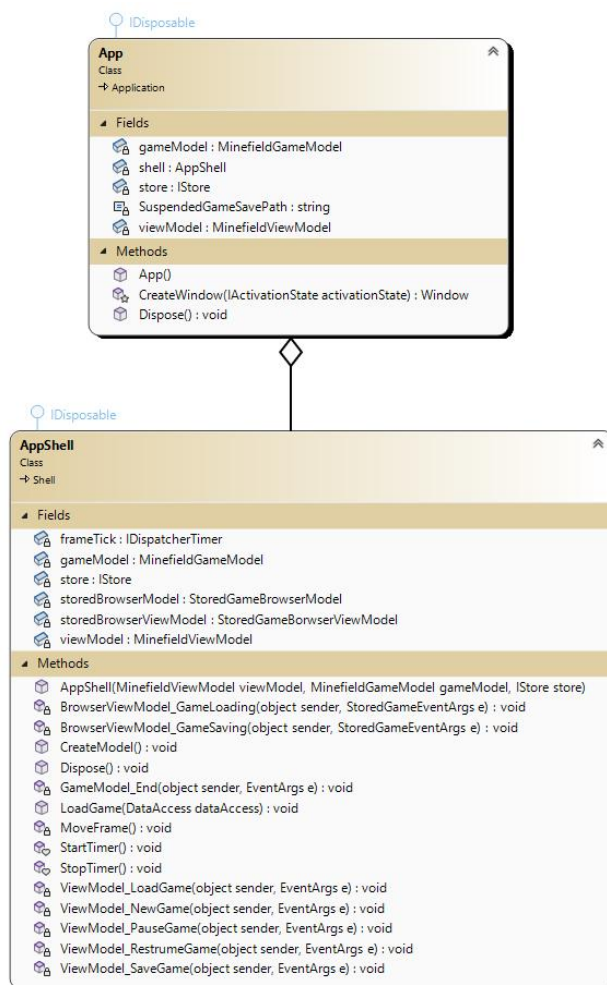 IDisposable
App
Class
Application
Fields
gameModel : MinefieldGameModel
shell : AppShell
store : IStore
SuspendedGameSavePath : string
viewModel : MinefieldViewModel
Methods
App()
CreateWindow(IActivationState activationState) : Window
Dispose() : void
IDisposable
AppShell
Class
Shell
Fields
frameTick : IDispatcherTimer
gameModel : MinefieldGameModel
store : IStore
storedBrowserModel : StoredGameBrowserModel
storedBrowserViewModel : StoredGameBorwserViewModel
viewModel : MinefieldViewModel
Methods
AppShell(MinefieldViewModel viewModel, MinefieldGameModel gameModel, IStore store)
BrowserViewModel_GameLoading(object sender, StoredGameEventArgs e) : void
BrowserViewModel_GameSaving(object sender, StoredGameEventArgs e) : void
CreateModel() : void
Dispose() : void
GameModel_End(object sender, EventArgs e) : void
LoadGame(DataAccess dataAccess) : void
MoveFrame() : void
StartTimer() : void
StopTimer() : void
ViewModel_LoadGame(object sender, EventArgs e) : void
ViewModel_NewGame(object sender, EventArgs e) : void
ViewModel_PauseGame(object sender, EventArgs e) : void
ViewModel_RestrumeGame(object sender, EventArgs e) : void
ViewModel_SaveGame(object sender, EventArgs e) : void